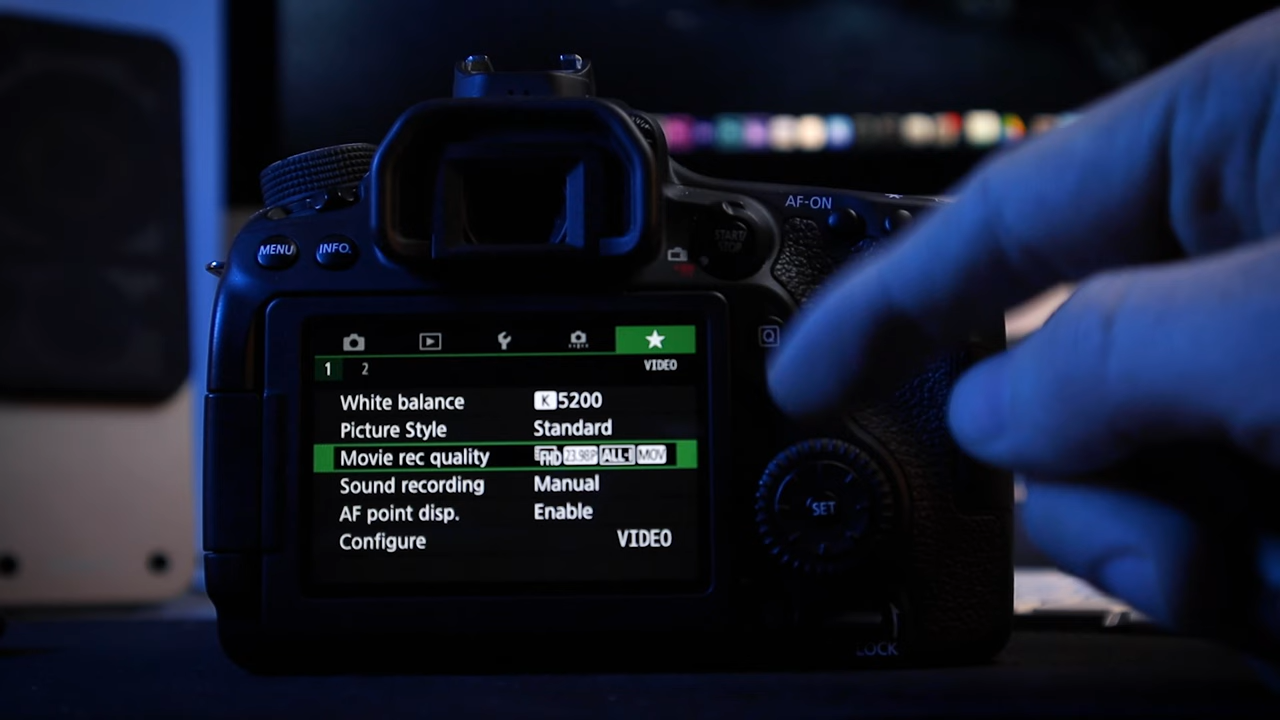 AF-ON
MENU INFO.
START/
STOP
Q
1 2 VIDEO
White balance K 5200
Picture Style Standard
Movie rec quality FHD 23.98P ALL-I MOV
Sound recording Manual
AF point disp. Enable
Configure VIDEO
SET
LOCK